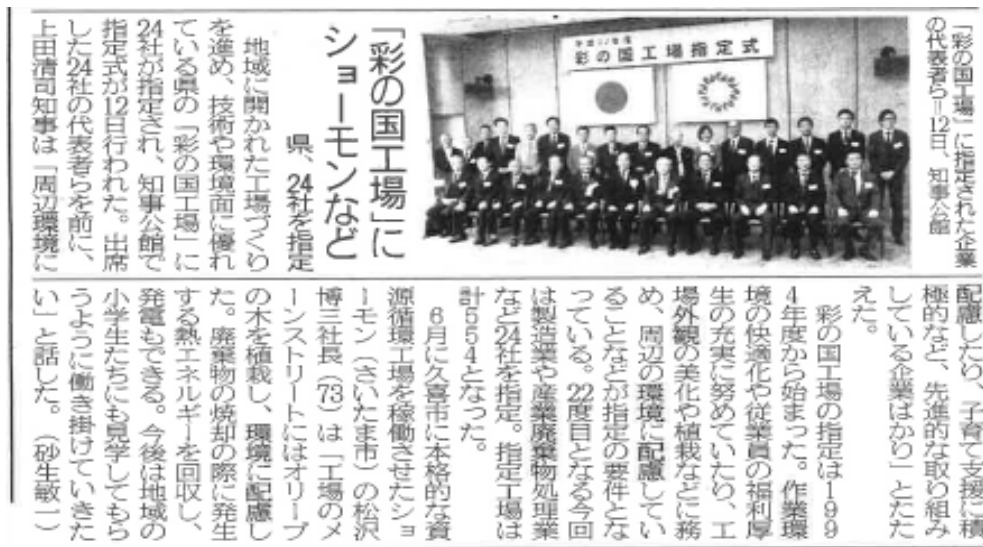 「彩の国工場」に指定された企業
の代表者ら＝12日、知事公館
彩の国工場指定式
「彩の国工場」に
ショーモンなど
県、24社を指定
地域に開かれた工場づくり
を進め、技術や環境面に優れ
ている県の「彩の国工場」に
24社が指定され、知事公館で
指定式が12日行われた。出席
した24社の代表者らを前に、
上田清司知事は「周辺環境に
配慮したり、子育て支援に積
極的など、先進的な取り組み
している企業ばかり」とたた
えた。
彩の国工場の指定は199
4年度から始まった。作業環
境の快適化や従業員の福利厚
生の充実に努めていたり、工
場外観の美化や植栽などに務
め、周辺の環境に配慮してい
ることなどが指定の要件とな
っている。22度目となる今回
は製造業や産業廃棄物処理業
など24社を指定。指定工場は
計554となった。
6月に久喜市に本格的な資
源循環工場を稼働させたショ
ーモン（さいたま市）の松沢
博三社長（73）は「工場のメ
ーンストリートにはオリーブ
の木を植栽し、環境に配慮し
た。廃棄物の焼却の際に発生
する熱エネルギーを回収し、
発電もできる。今後は地域の
小学生たちにも見学してもら
うように働き掛けていきた
い」と話した。（砂生敏一）